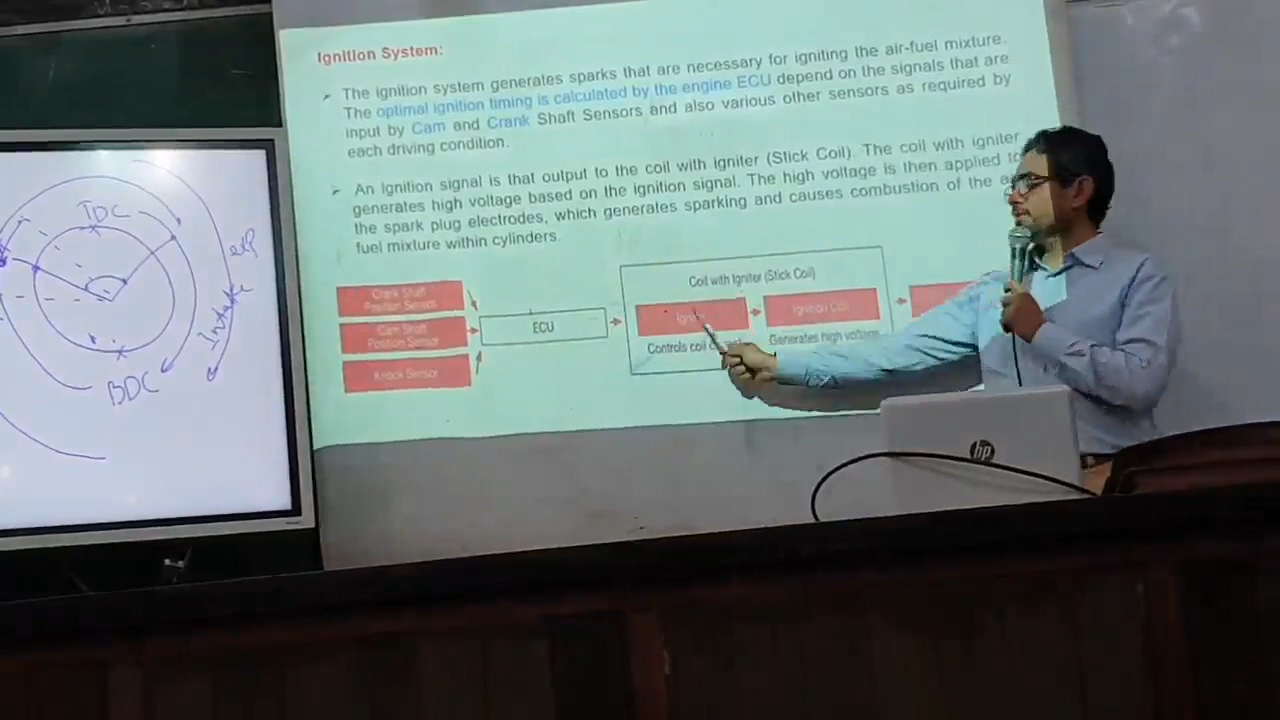 Ignition System:
The ignition system generates sparks that are necessary for igniting the air-fuel mixture.
The optimal ignition timing is calculated by the engine ECU depend on the signals that are
input by Cam and Crank Shaft Sensors and also various other sensors as required by
each driving condition.
An Ignition signal is that output to the coil with igniter (Stick Coil). The coil with igniter
generates high voltage based on the ignition signal. The high voltage is then applied to
the spark plug electrodes, which generates sparking and causes combustion of the
fuel mixture within cylinders.
Coil with Igniter (Stick Coil)
Crank Shaft
Position Sensor
Cam Shaft
Position Sensor
Knock Sensor
ECU
Igniter
Ignition Coil
Controls coil
Generates high voltage
TDC
BDC
exp
Intake
hp